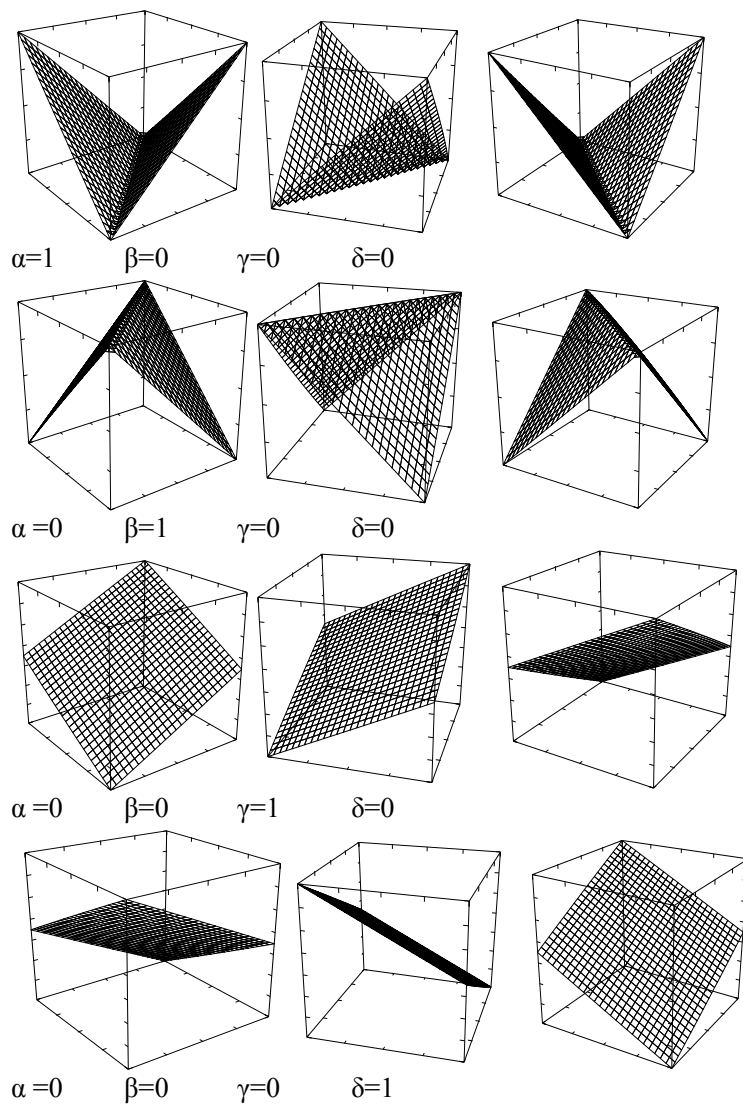 α=1 β=0 γ=0 δ=0
α =0 β=1 γ=0 δ=0
α =0 β=0 γ=1 δ=0
α =0 β=0 γ=0 δ=1